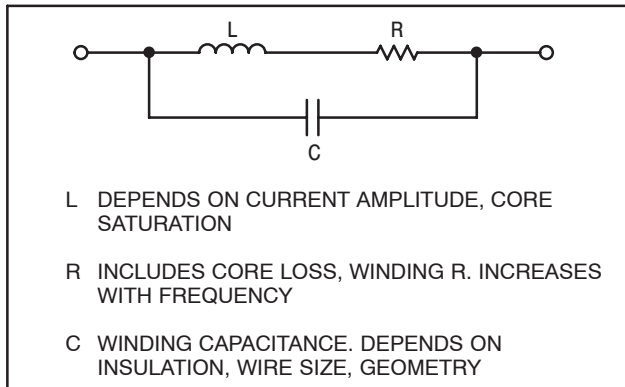 L R
C
L DEPENDS ON CURRENT AMPLITUDE, CORE
SATURATION
R INCLUDES CORE LOSS, WINDING R. INCREASES
WITH FREQUENCY
C WINDING CAPACITANCE. DEPENDS ON
INSULATION, WIRE SIZE, GEOMETRY